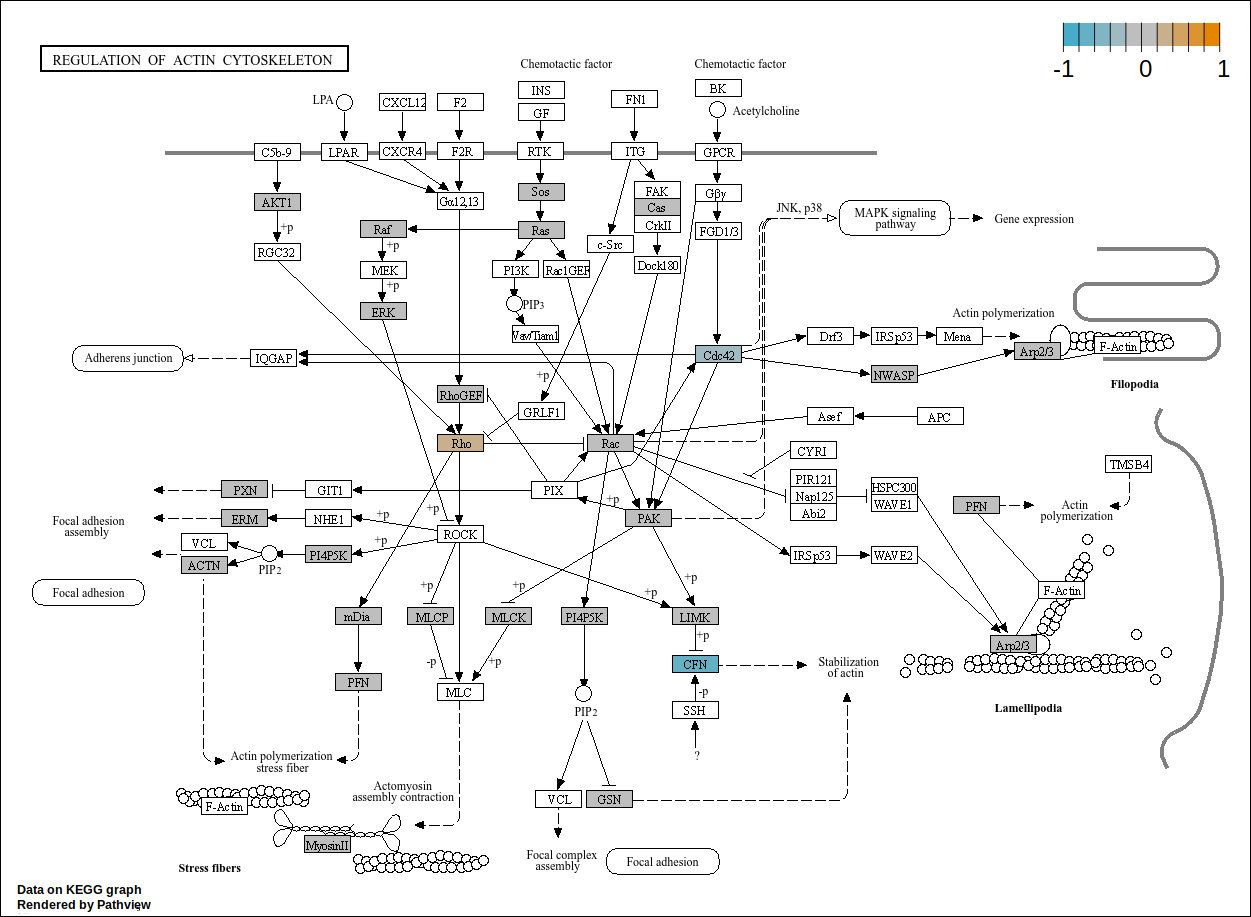 REGULATION OF ACTIN CYTOSKELETON
-1 0 1
Chemotactic factor
Chemotactic factor
LPA
CXCL12
F2
INS
GF
FN1
BK
Acetylcholine
C5b-9
LPAR
CXCR4
F2R
RTK
ITG
GPCR
AKT1
Gα12,13
Sos
FAK
Cas
CrkII
Gβγ
JNK, p38
MAPK signaling
pathway
Gene expression
+p
Raf
Ras
c-Src
FGD1/3
RGC32
+p
MEK
PI3K
Rac1GEF
Dock180
+p
ERK
PIP3
Vav/Tiam1
Actin polymerization
Drf3
IRSp53
Mena
Arp2/3
F-Actin
Adherens junction
IQGAP
Cdc42
NWASP
Filopodia
+p
RhoGEF
GRLF1
Asef
APC
Rho
Rac
CYRI
TMSB4
PIR121
Nap125
Abi2
HSPC300
WAVE1
PXN
GIT1
PIX
+p
PAK
PFN
Actin
polymerization
Focal adhesion
assembly
ERM
NHE1
+p
+p
ROCK
VCL
ACTN
PIP2
PI4P5K
+p
IRSp53
WAVE2
Focal adhesion
+p
+p
+p
+p
F-Actin
mDia
MLCP
MLCK
PI4P5K
LIMK
+p
Arp2/3
-p
+p
CFN
Stabilization
of actin
PFN
MLC
-p
SSH
PIP2
Lamellipodia
?
Actin polymerization
stress fiber
Actomyosin
assembly contraction
F-Actin
VCL
GSN
MyosinII
Stress fibers
Focal complex
assembly
Focal adhesion
Data on KEGG graph
Rendered by Pathview